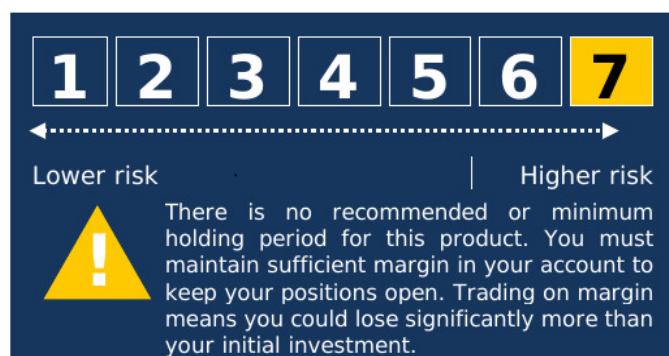 1 2 3 4 5 6 7
Lower risk Higher risk
!
There is no recommended or minimum
holding period for this product. You must
maintain sufficient margin in your account to
keep your positions open. Trading on margin
means you could lose significantly more than
your initial investment.